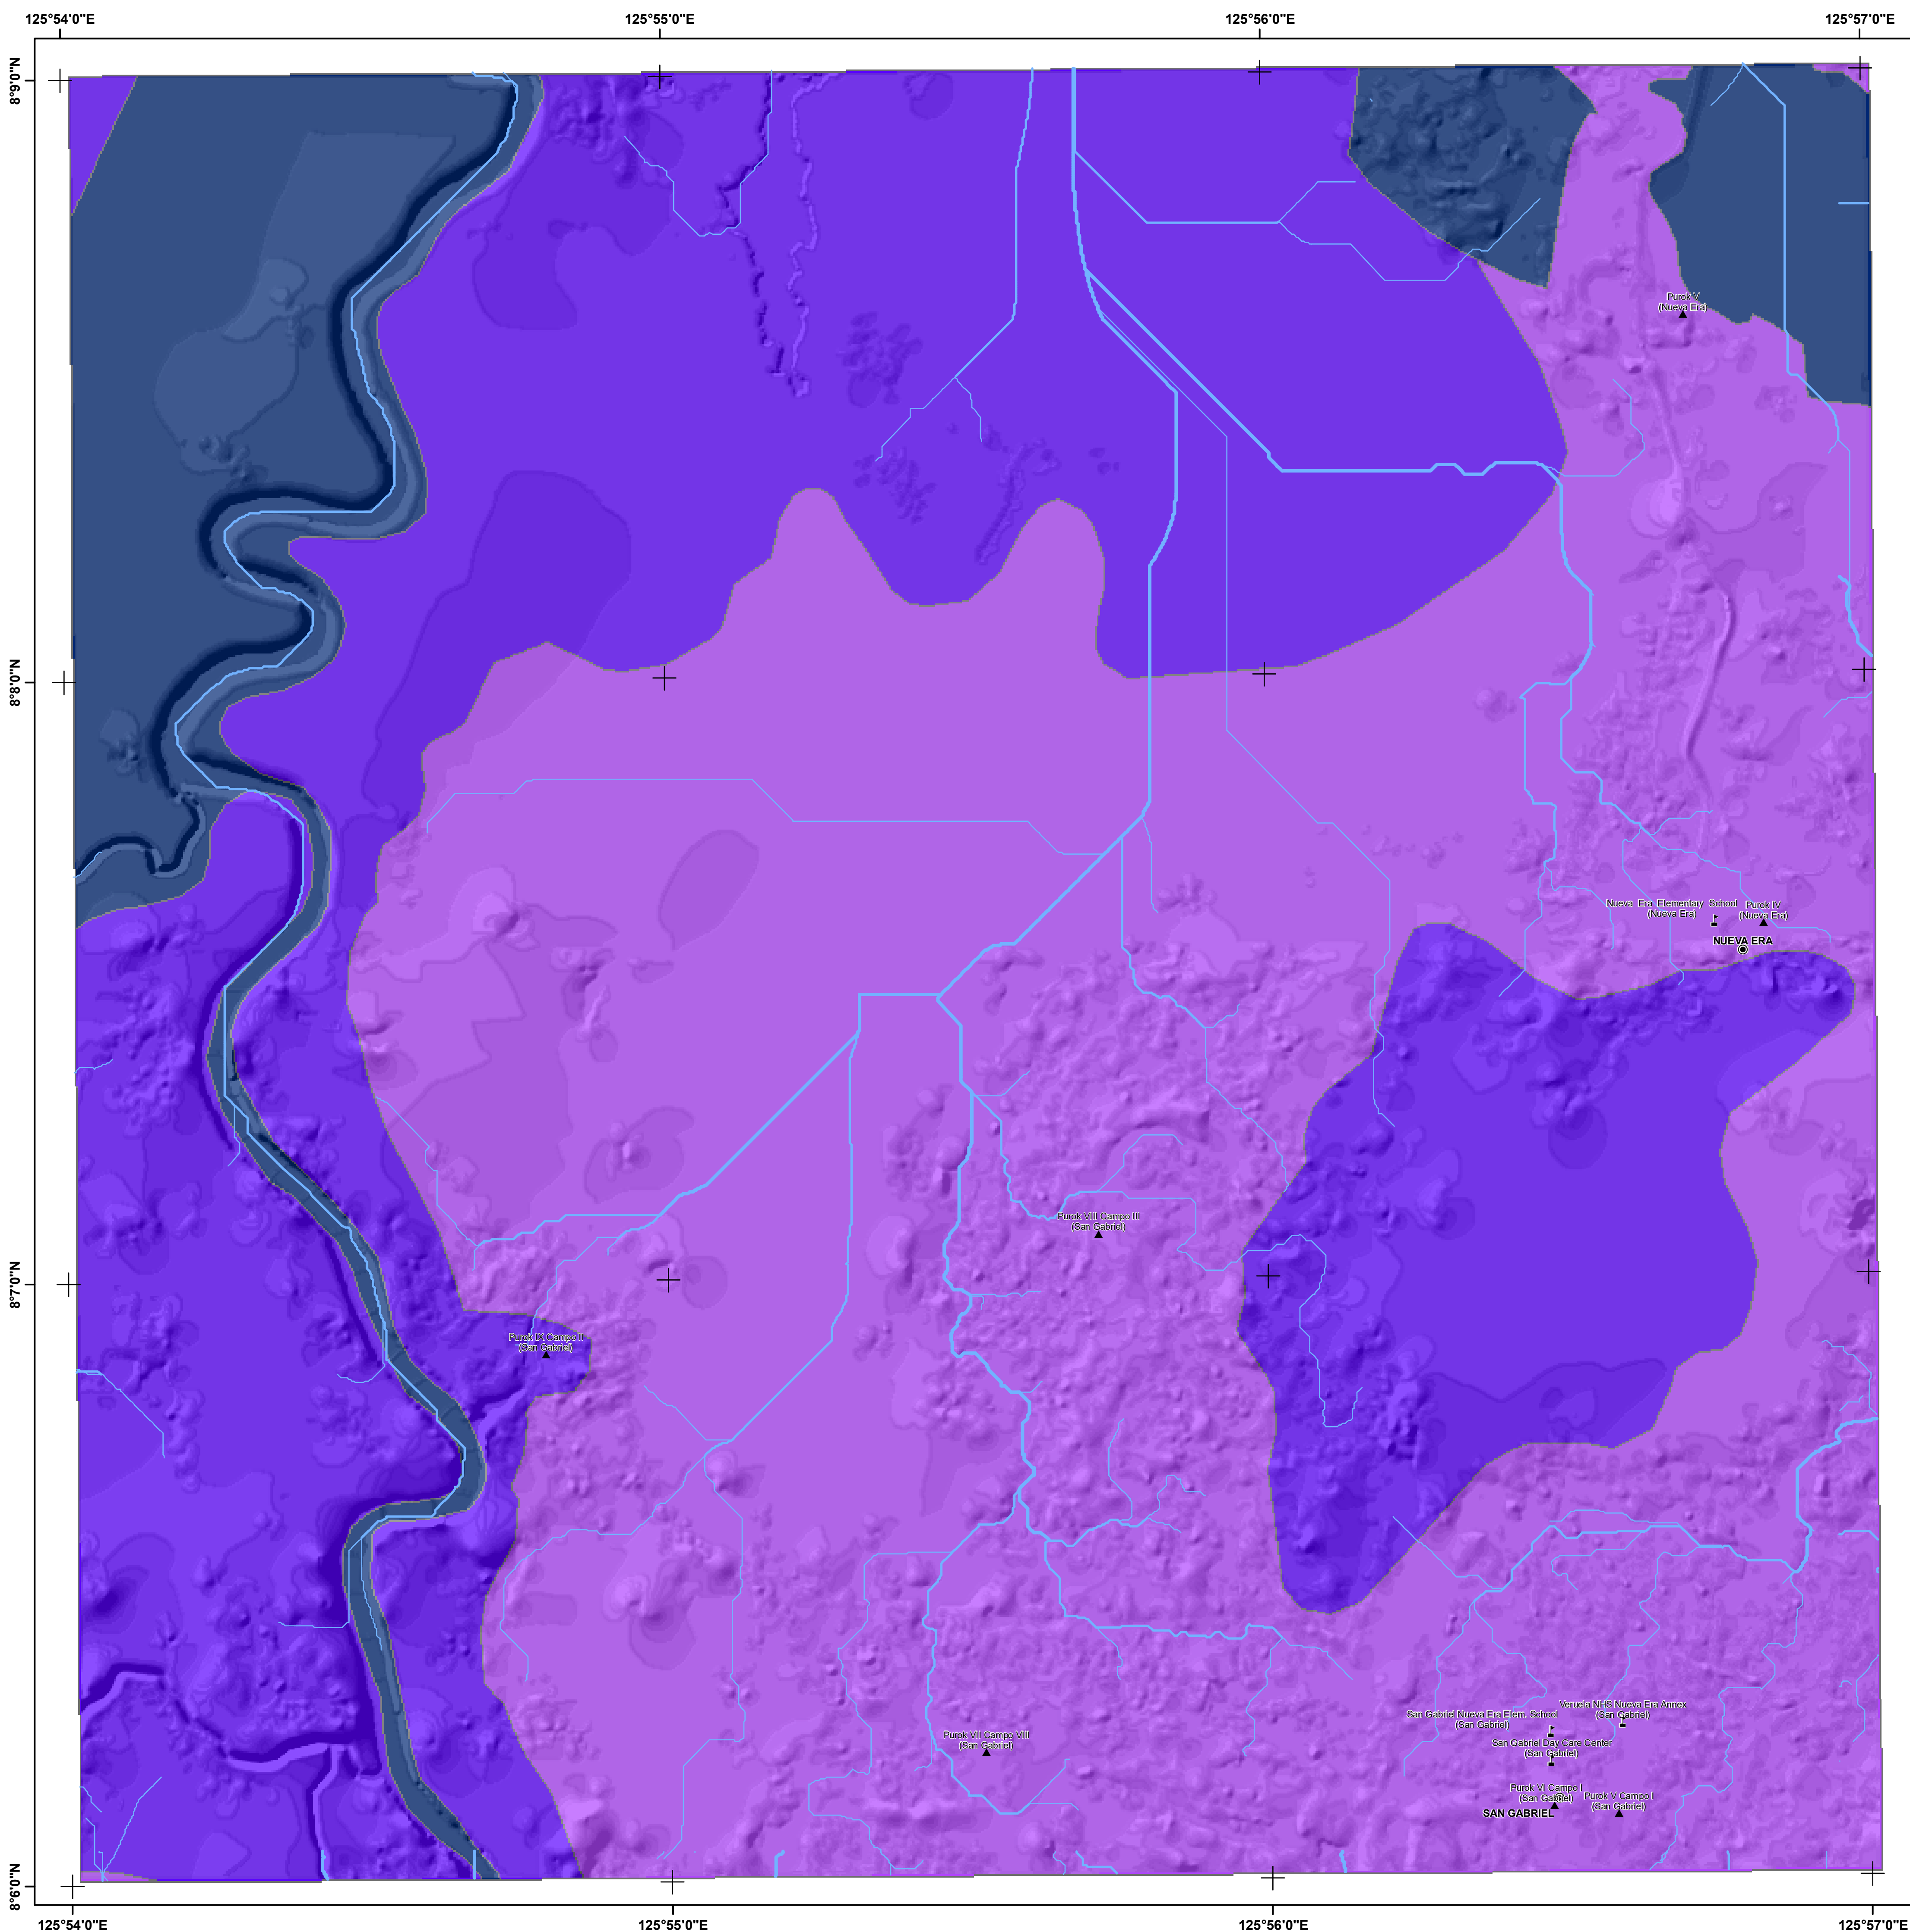 125°54'0"E
125°55'0"E
125°56'0"E
125°57'0"E
8°9'0"N
Purok V
(Nueva Era)
8°8'0"N
Nueva Era Elementary School
(Nueva Era)
Purok IV
(Nueva Era)
NUEVA ERA
Purok VIII Campo III
(San Gabriel)
8°7'0"N
Purok IX Campo II
(San Gabriel)
Veruela NHS Nueva Era Annex
(San Gabriel)
San Gabriel Nueva Era Elem. School
(San Gabriel)
Purok VII Campo VIII
(San Gabriel)
San Gabriel Day Care Center
(San Gabriel)
Purok VI Campo I
(San Gabriel)
Purok V Campo I
(San Gabriel)
SAN GABRIEL
8°6'0"N
125°54'0"E
125°55'0"E
125°56'0"E
125°57'0"E